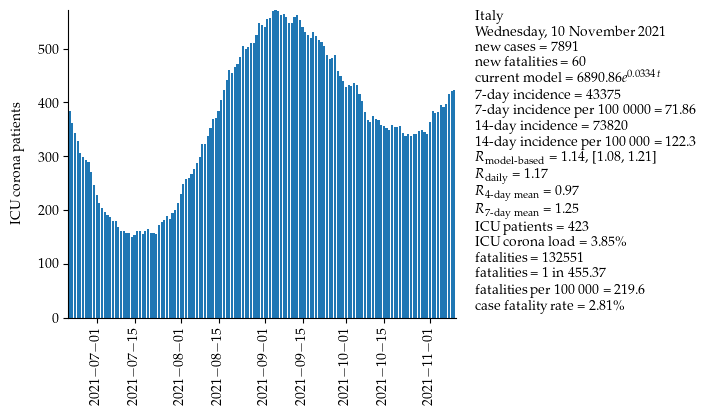 Italy
Wednesday, 10 November 2021
new cases = 7891
new fatalities = 60
current model = 6890.86e^0.0334 t
7-day incidence = 43375
7-day incidence per 100 0000 = 71.86
14-day incidence = 73820
14-day incidence per 100 000 = 122.3
R model-based = 1.14, [1.08, 1.21]
R daily = 1.17
R 4-day mean = 0.97
R 7-day mean = 1.25
ICU patients = 423
ICU corona load = 3.85%
fatalities = 132551
fatalities = 1 in 455.37
fatalities per 100 000 = 219.6
case fatality rate = 2.81%
ICU corona patients
500
400
300
200
100
0
2021−07−01
2021−07−15
2021−08−01
2021−08−15
2021−09−01
2021−09−15
2021−10−01
2021−10−15
2021−11−01